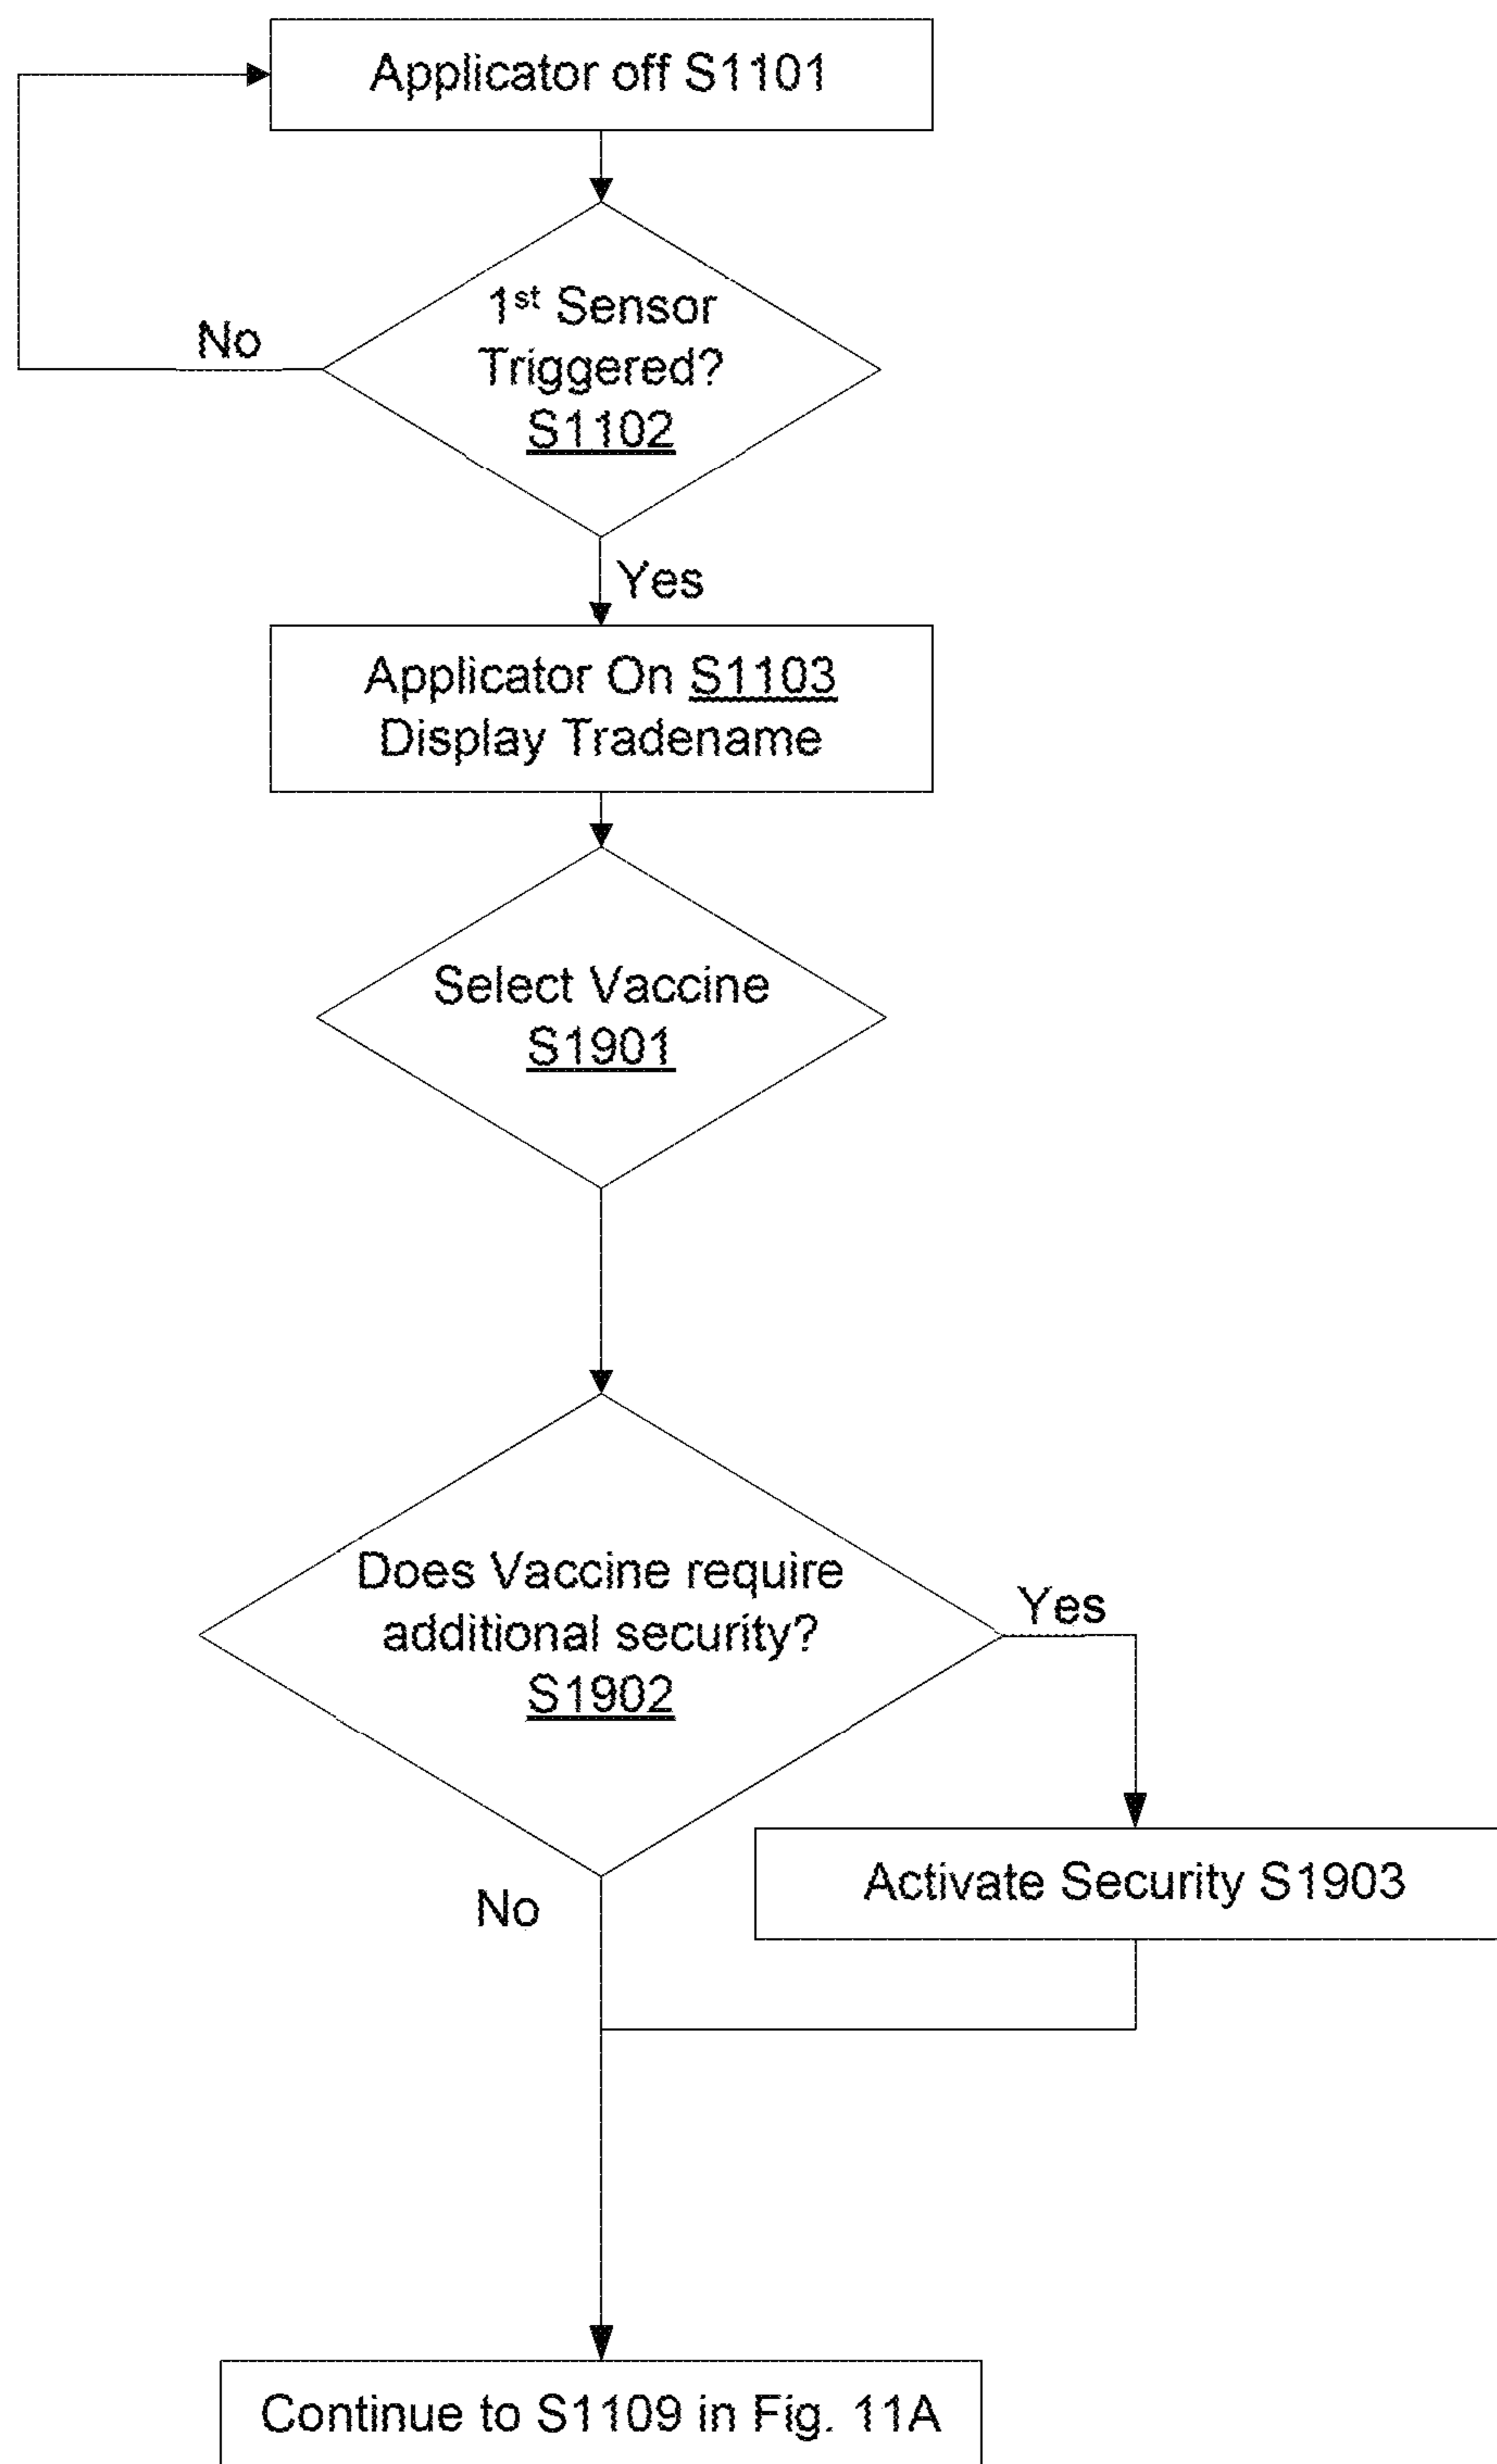 Applicator off S1101
1st Sensor
Triggered?
S1102
No
Yes
Applicator On S1103
Display Tradename
Select Vaccine
S1901
Does Vaccine require
additional security?
S1902
Yes
Activate Security S1903
No
Continue to S1109 in Fig. 11A